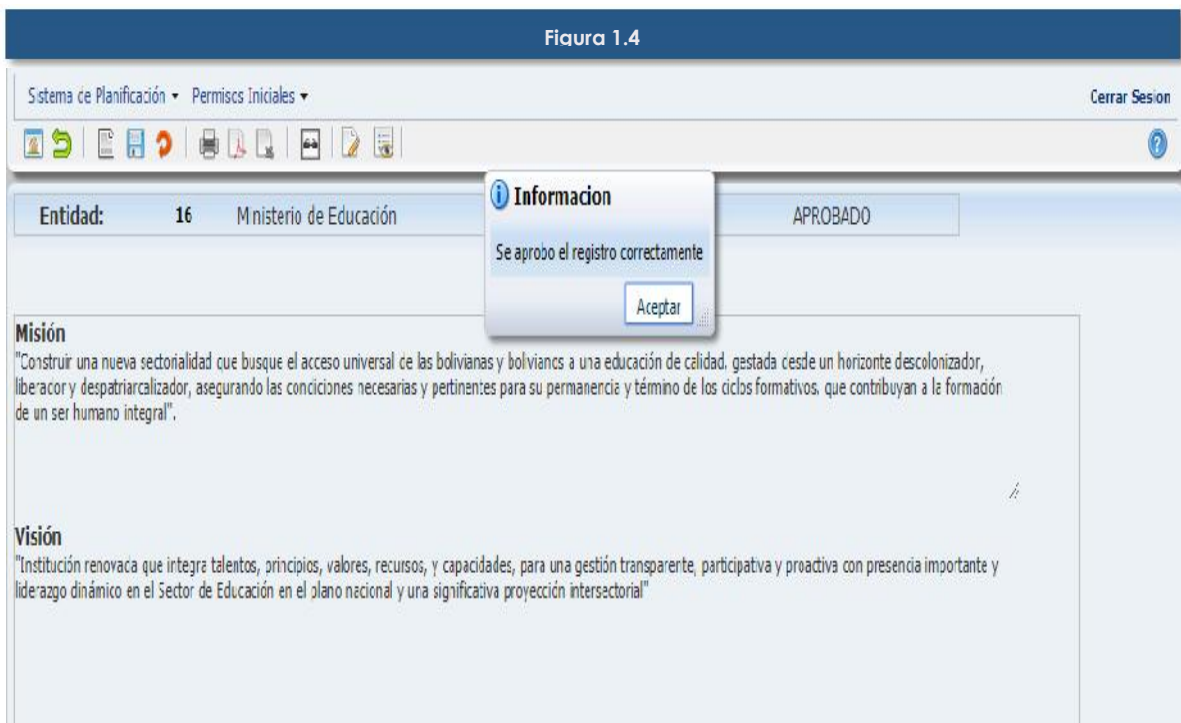 Figura 1.4
Sistema de Planificación Permisos Iniciales Cerrar Sesion
Informacion
Entidad: 16 Ministerio de Educación APROBADO
Se aprobo el registro correctamente
Aceptar
Misión
"Construir una nueva sectorialidad que busque el acceso universal de las bolivianas y bolivianos a una educación de calidad, gestada desde un horizonte descolonizador,
liberador y despatriarcalizador, asegurando las condiciones necesarias y pertinentes para su permanencia y término de los ciclos formativos, que contribuyan a la formación
de un ser humano integral".
Visión
"Institución renovada que integra talentos, principios, valores, recursos, y capacidades, para una gestión transparente, participativa y proactiva con presencia importante y
liderazgo dinámico en el Sector de Educación en el plano nacional y una significativa proyección intersectorial"